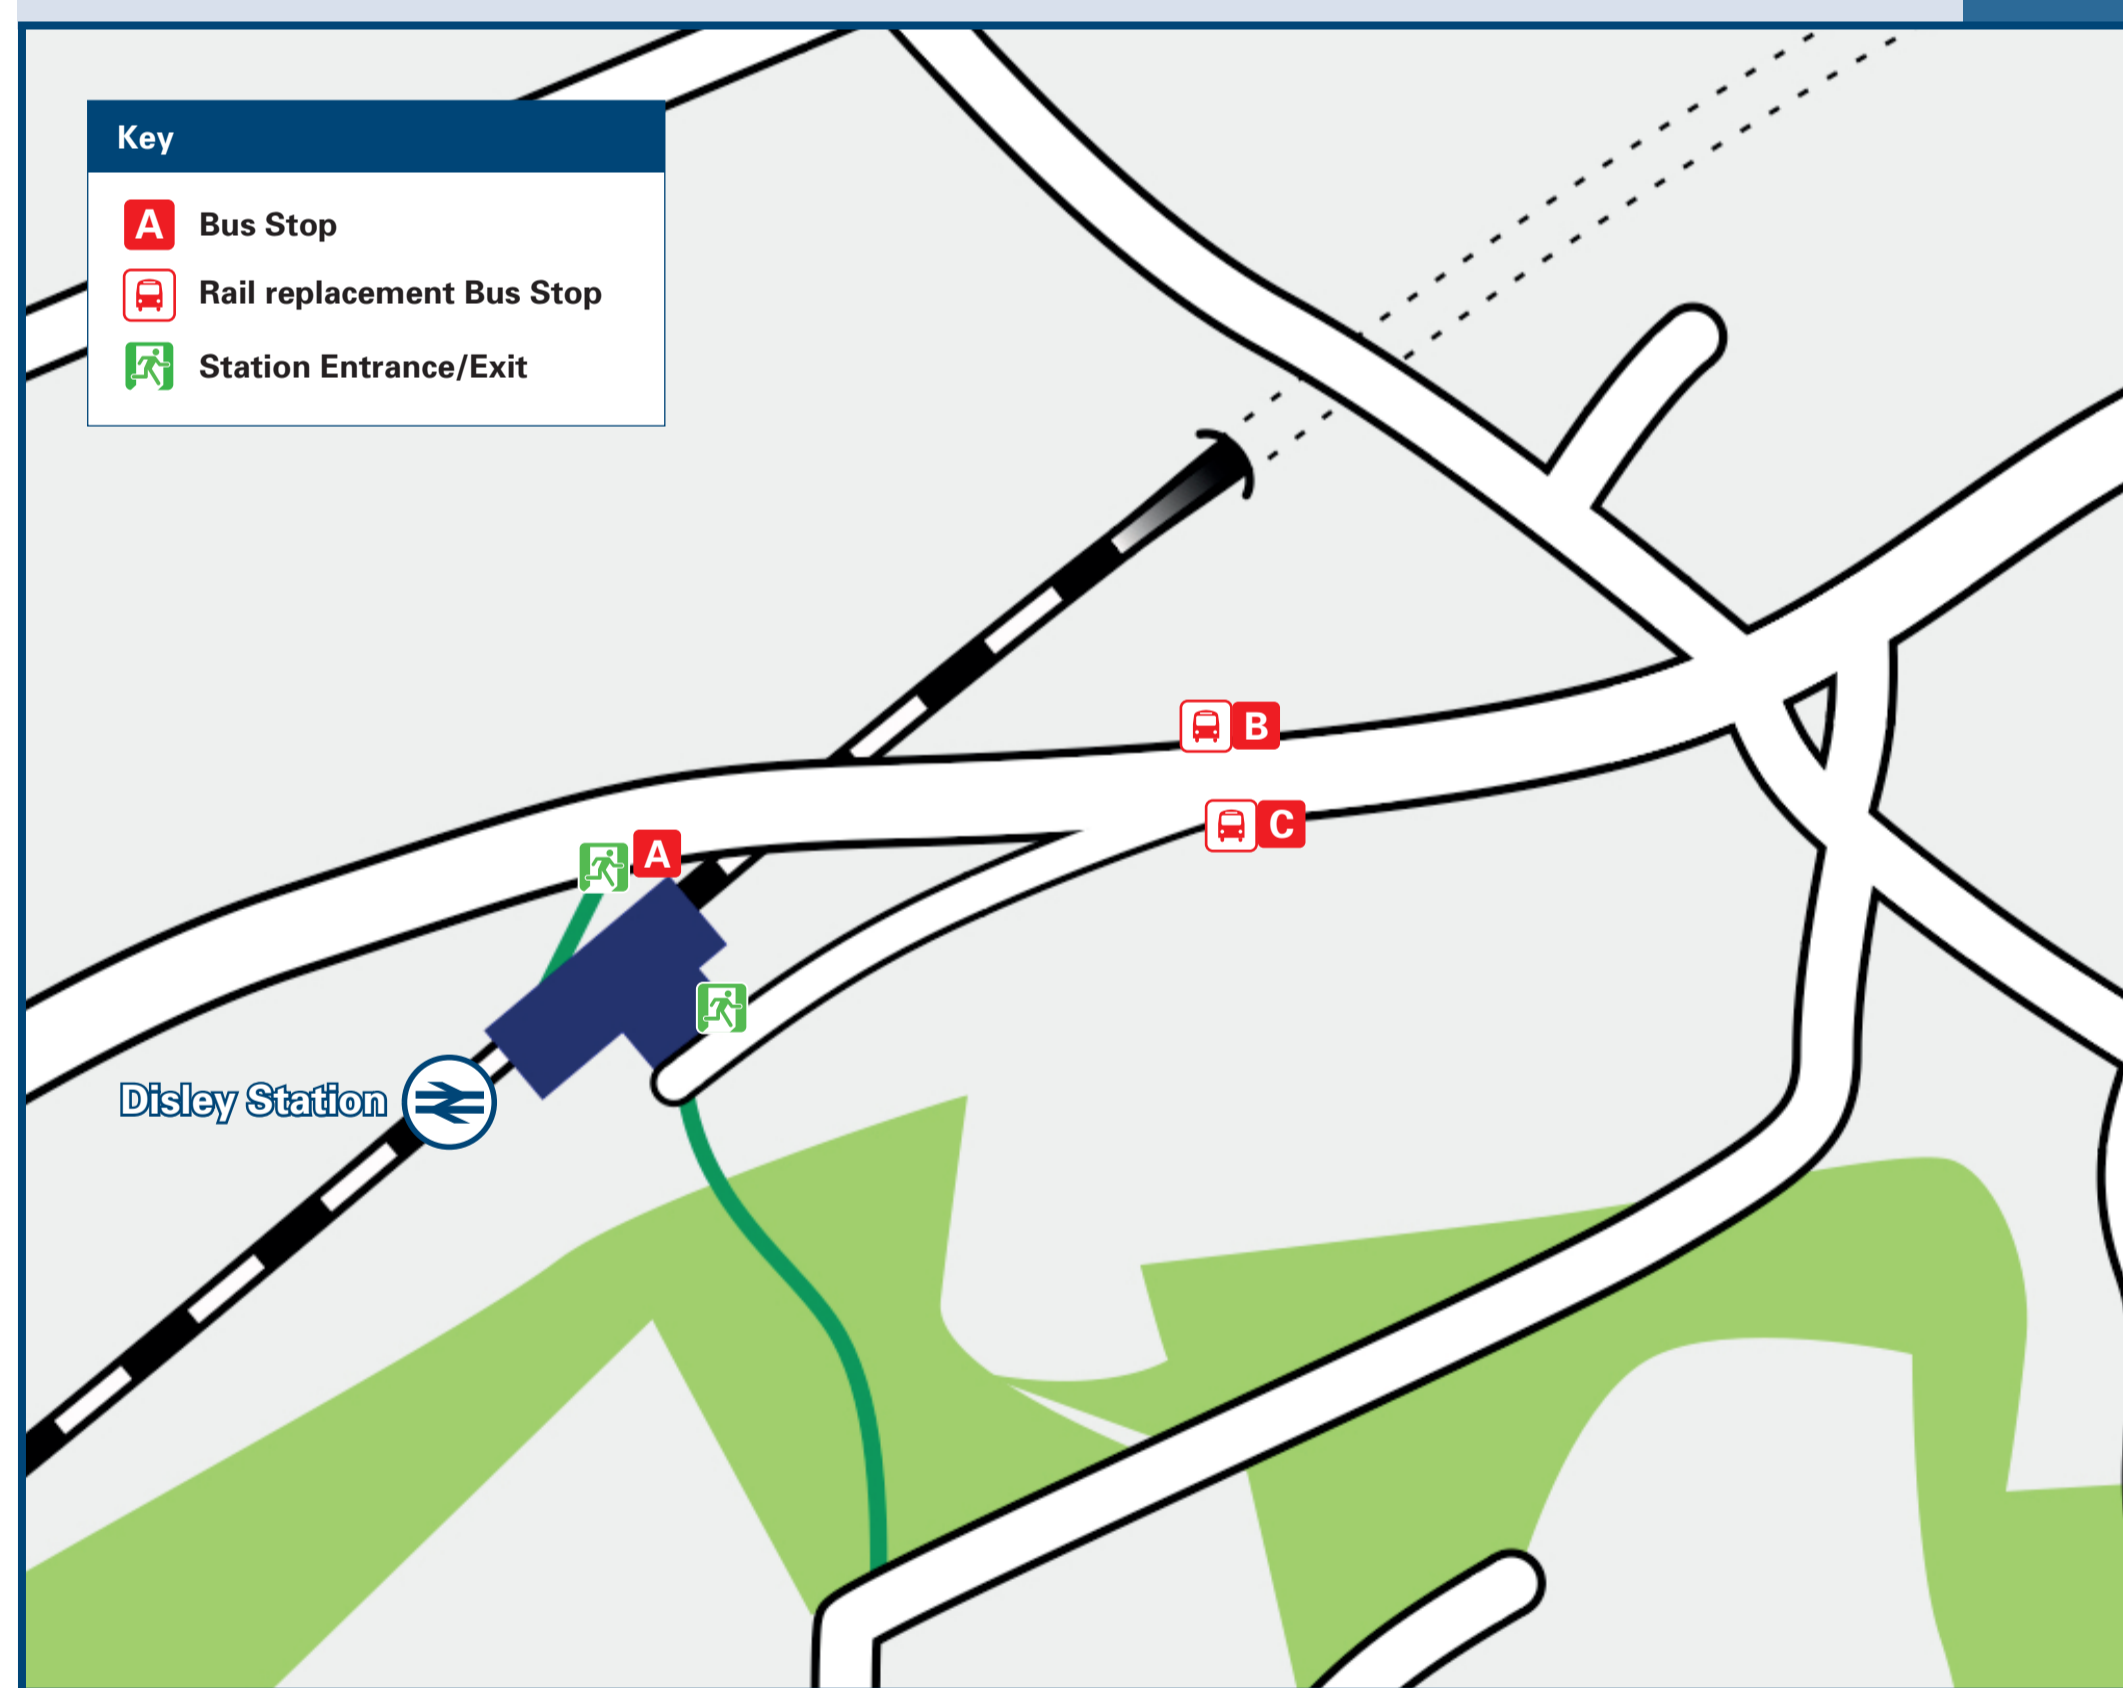 Key
A Bus Stop
Rail replacement Bus Stop
Station Entrance/Exit
B
C
A
Disley Station